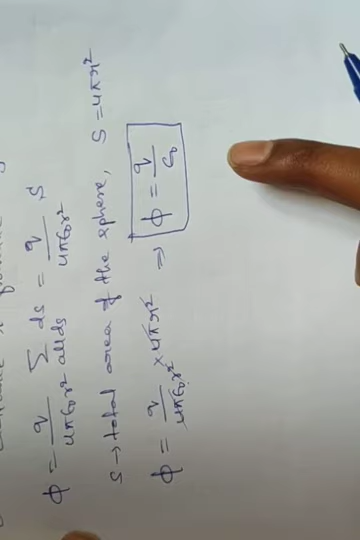 φ = q/4πε₀r² Σ ds = q/4πε₀r² . S
all ds
S → total area of the sphere, S = 4πr²
φ = q/4πε₀r² × 4πr² ⇒ φ = q/ε₀